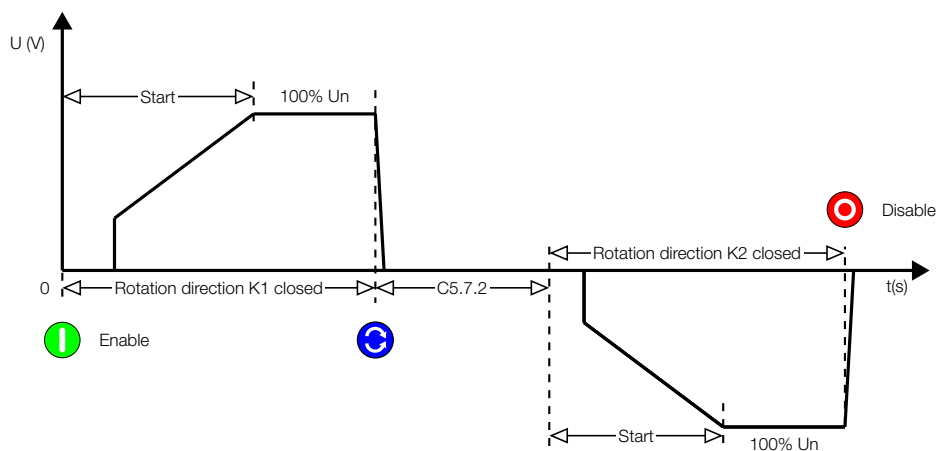 U (V)
Start
100% Un
Disable
Rotation direction K2 closed
0
Rotation direction K1 closed
C5.7.2
t(s)
Enable
Start
100% Un